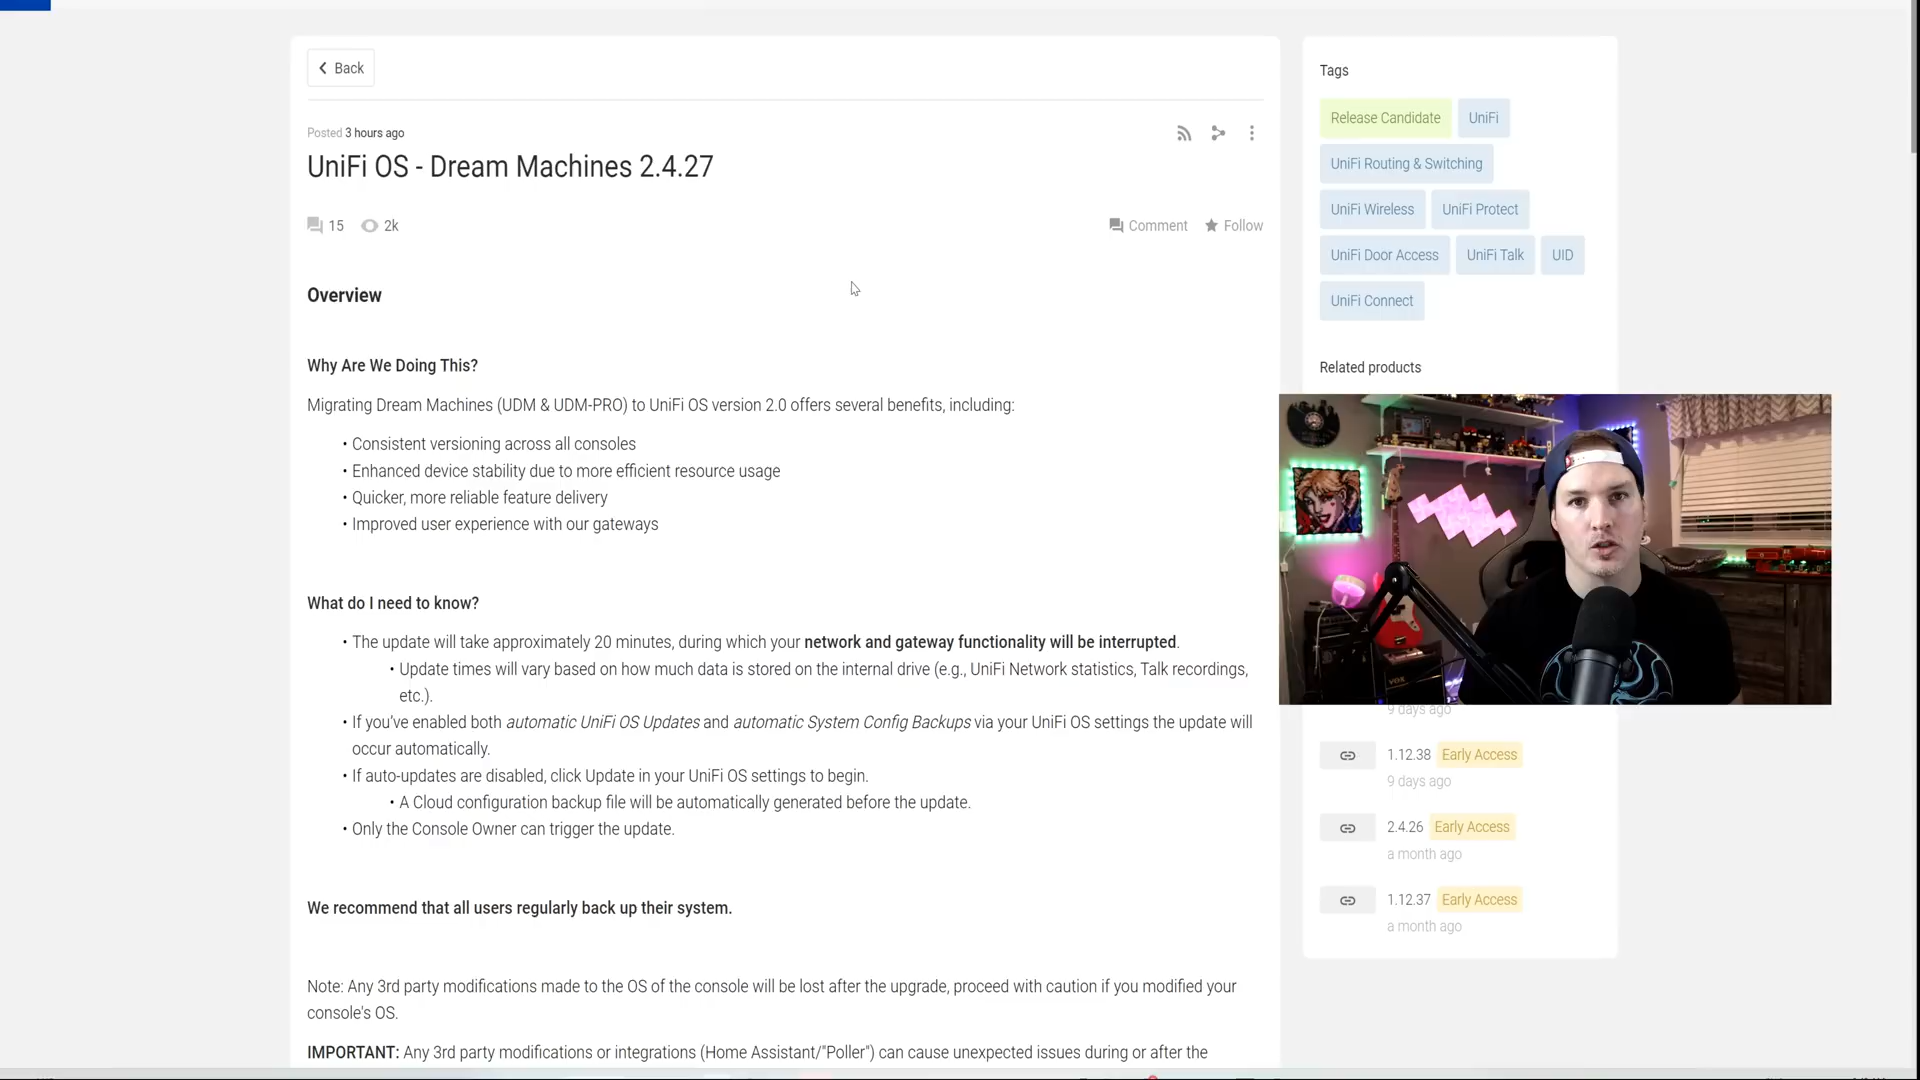 Back
Posted 3 hours ago
UniFi OS - Dream Machines 2.4.27
15 2k
Comment Follow
Overview
Why Are We Doing This?
Migrating Dream Machines (UDM & UDM-PRO) to UniFi OS version 2.0 offers several benefits, including:
• Consistent versioning across all consoles
• Enhanced device stability due to more efficient resource usage
• Quicker, more reliable feature delivery
• Improved user experience with our gateways
What do I need to know?
• The update will take approximately 20 minutes, during which your network and gateway functionality will be interrupted.
• Update times will vary based on how much data is stored on the internal drive (e.g., UniFi Network statistics, Talk recordings,
etc.).
• If you've enabled both automatic UniFi OS Updates and automatic System Config Backups via your UniFi OS settings the update will
occur automatically.
• If auto-updates are disabled, click Update in your UniFi OS settings to begin.
• A Cloud configuration backup file will be automatically generated before the update.
• Only the Console Owner can trigger the update.
We recommend that all users regularly back up their system.
Note: Any 3rd party modifications made to the OS of the console will be lost after the upgrade, proceed with caution if you modified your
console's OS.
IMPORTANT: Any 3rd party modifications or integrations (Home Assistant/"Poller") can cause unexpected issues during or after the
Tags
Release Candidate UniFi
UniFi Routing & Switching
UniFi Wireless UniFi Protect
UniFi Door Access UniFi Talk UID
UniFi Connect
Related products
9 days ago
1.12.38 Early Access
9 days ago
2.4.26 Early Access
a month ago
1.12.37 Early Access
a month ago